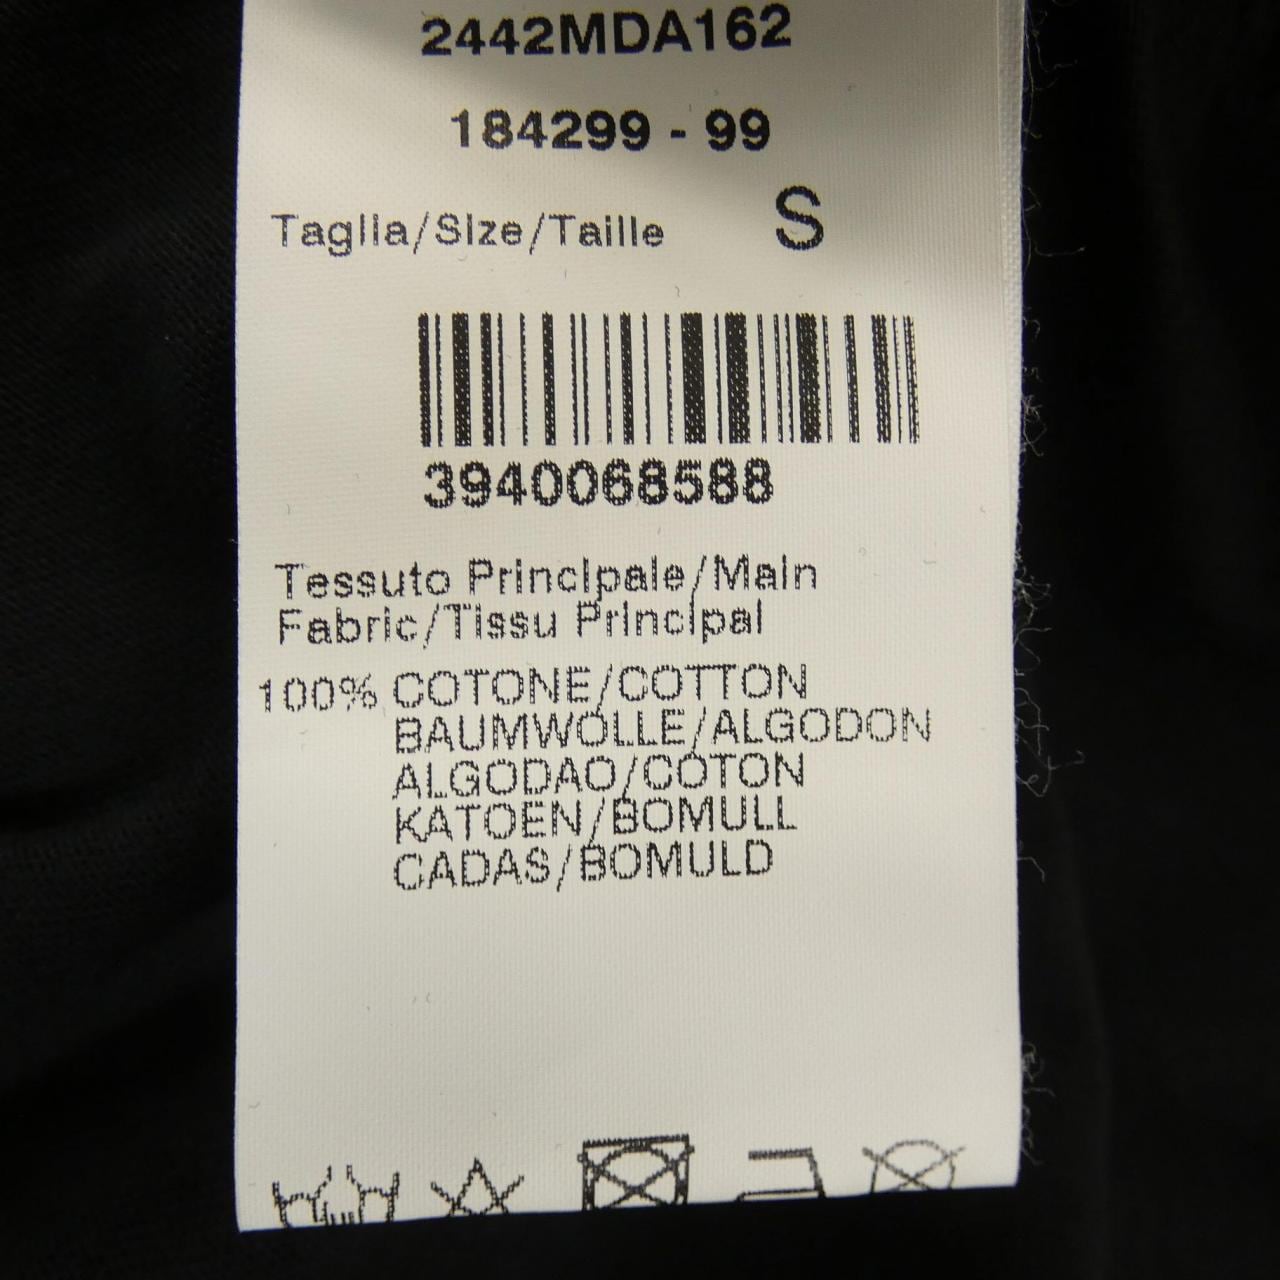 2442MDA162
184299 - 99
Taglia/Size/Taille S
3940068588
Tessuto Principale/Main
Fabric/Tissu Principal
100% COTONE/COTTON
BAUMWOLLE/ALGODON
ALGODAO/COTON
KATOEN/BOMULL
CADAS/BOMULD